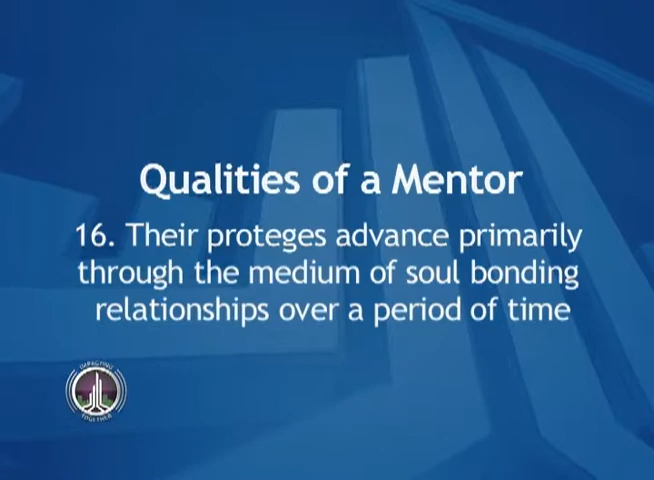 Qualities of a Mentor
16. Their proteges advance primarily
through the medium of soul bonding
relationships over a period of time
TOGETHER